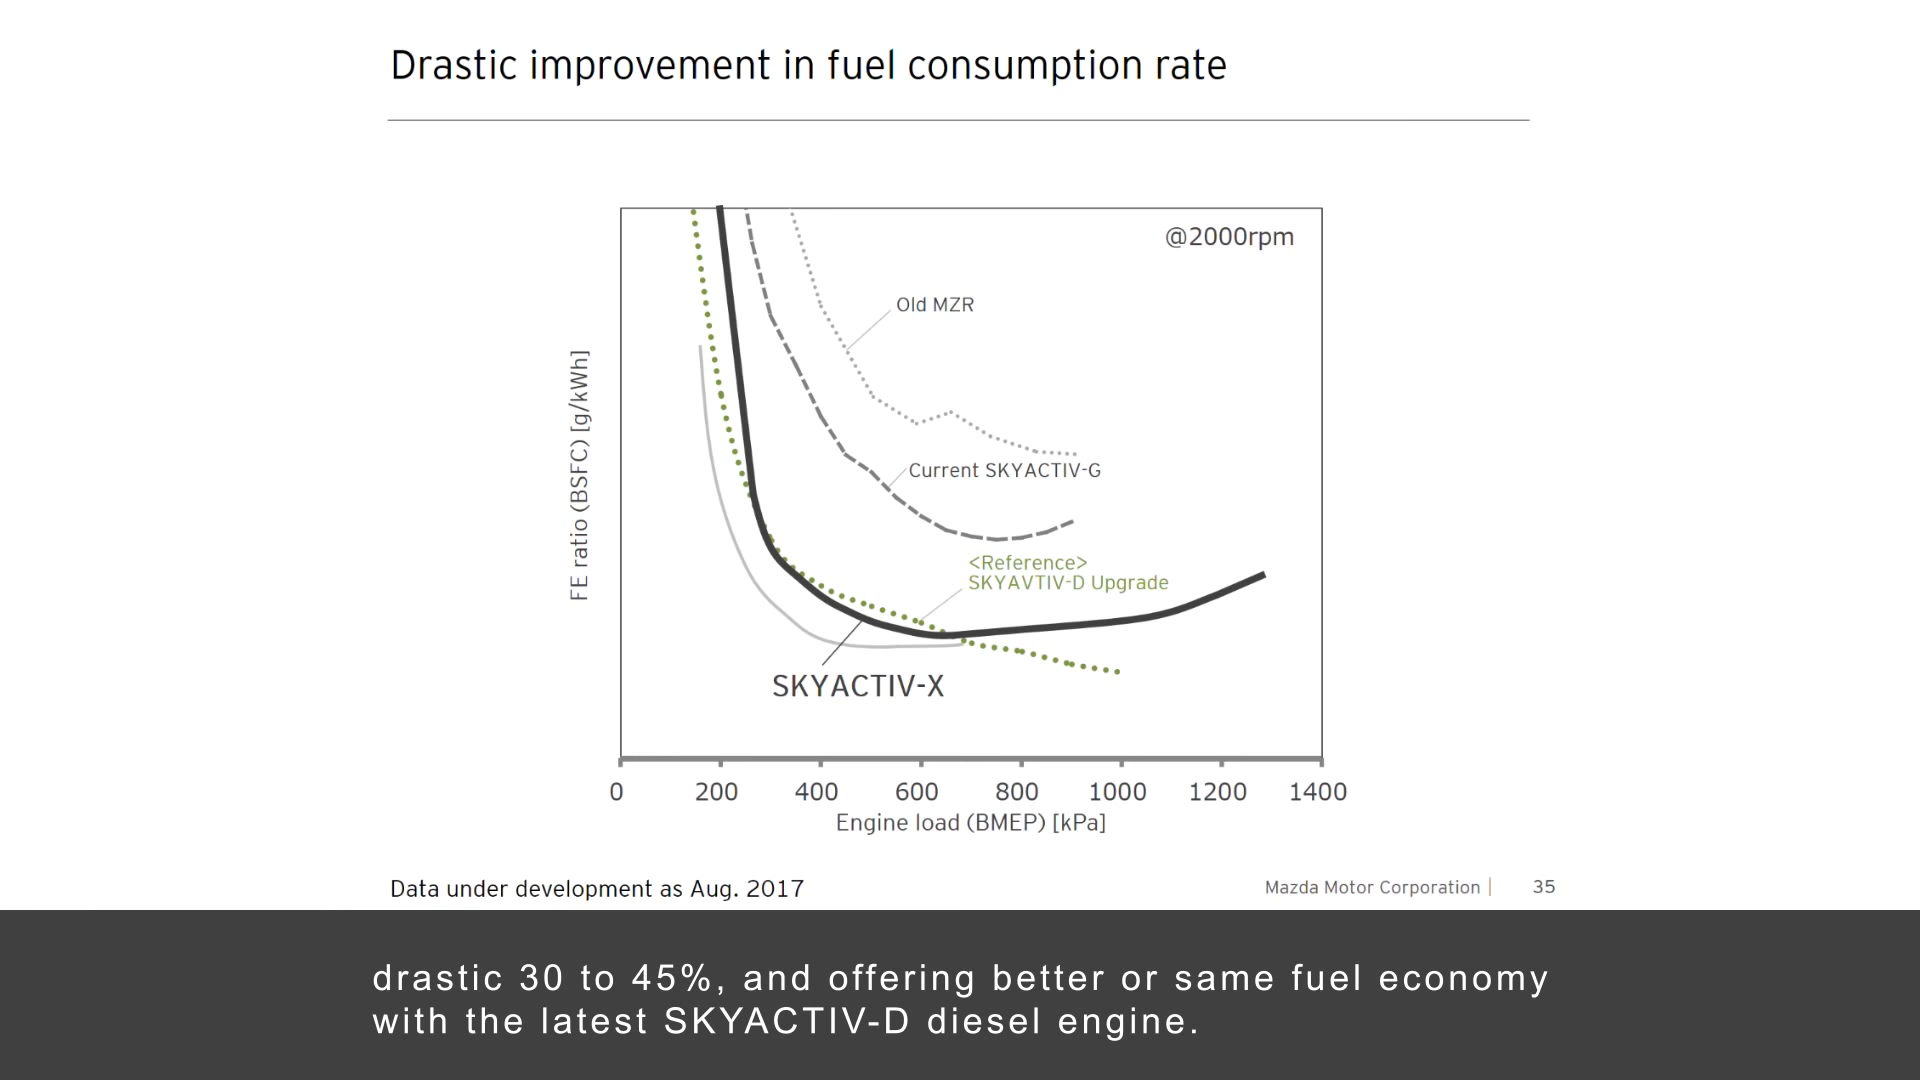 Drastic improvement in fuel consumption rate
@2000rpm
Old MZR
Current SKYACTIV-G
<Reference>
SKYAVTIV-D Upgrade
SKYACTIV-X
FE ratio (BSFC) [g/kWh]
0 200 400 600 800 1000 1200 1400
Engine load (BMEP) [kPa]
Data under development as Aug. 2017
Mazda Motor Corporation | 35
drastic 30 to 45%, and offering better or same fuel economy
with the latest SKYACTIV-D diesel engine.